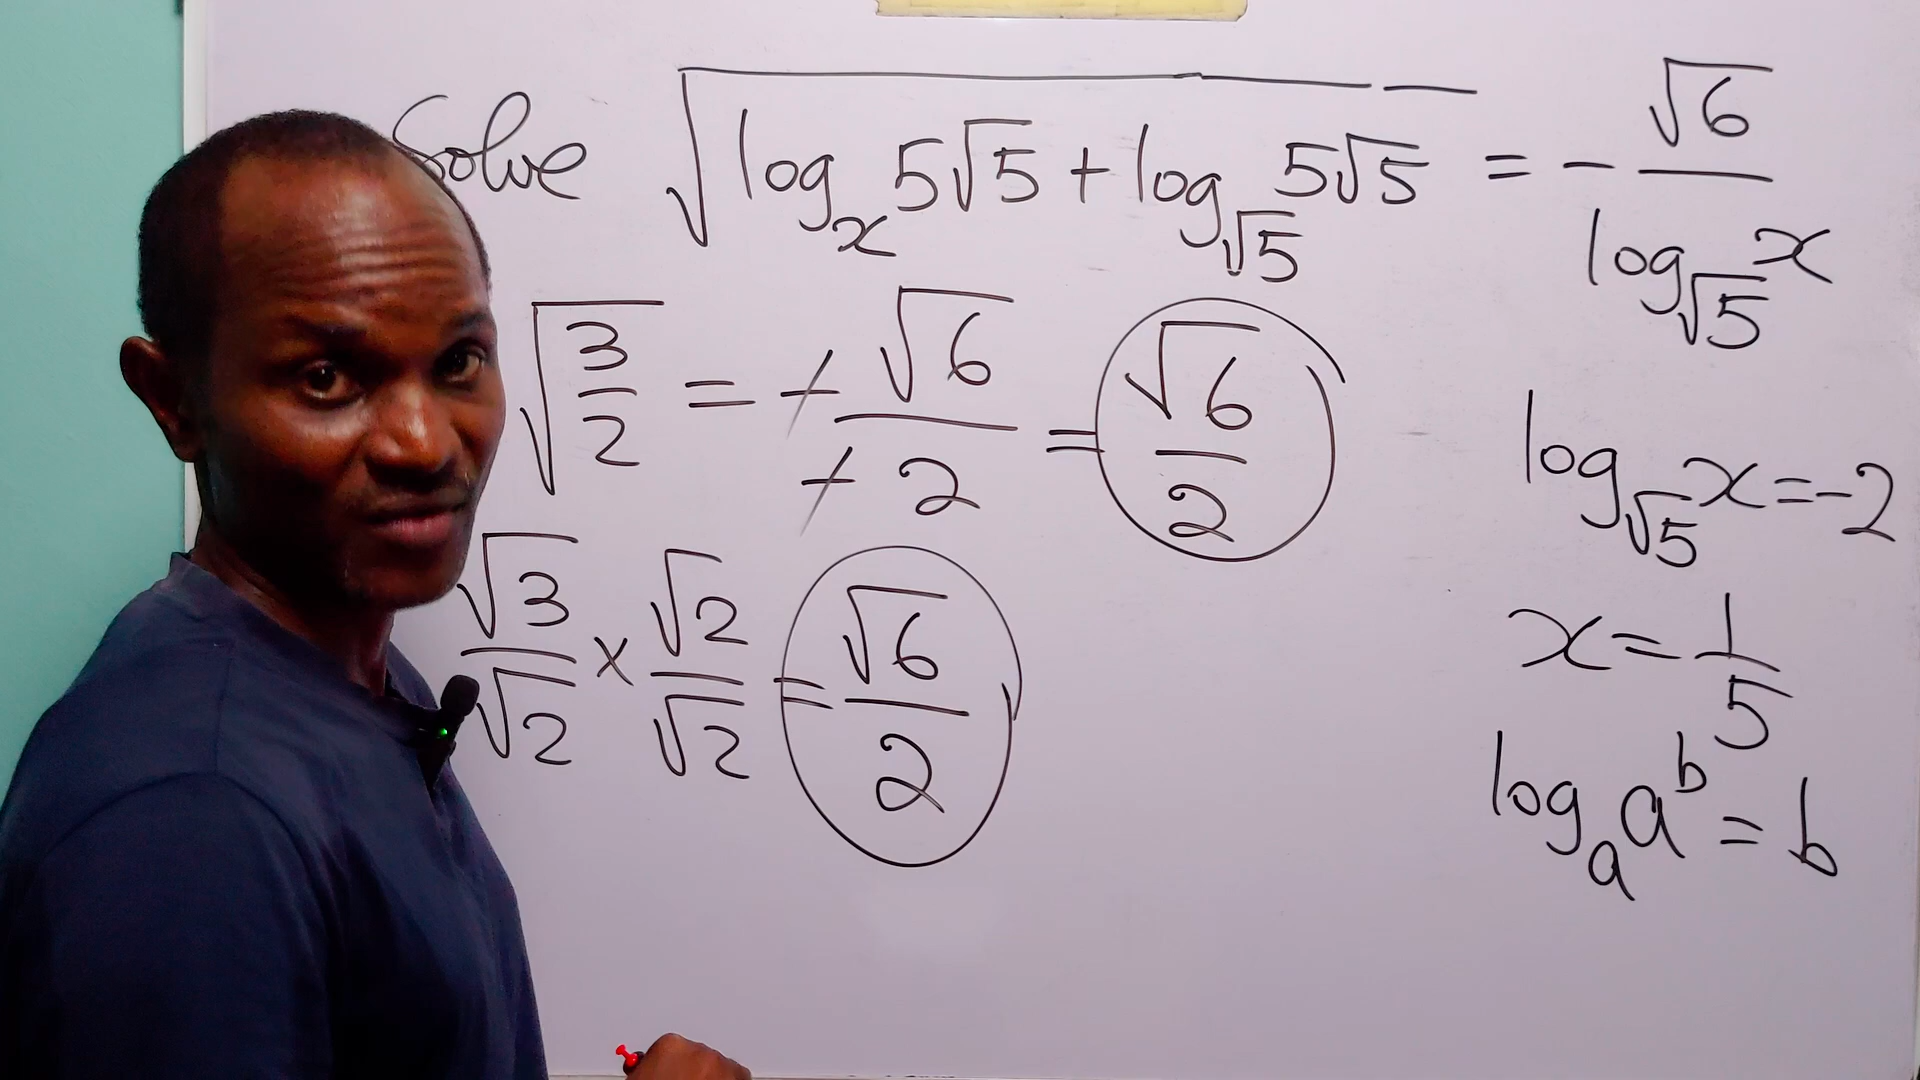 Solve √(log_x 5√5 + log_√5 5√5) = - √6 / log_√5 x
√(3/2) = - √6 / - 2 = √6 / 2
log_√5 x = -2
√3/√2 × √2/√2 = √6 / 2
x = 1/5
log_a a^b = b